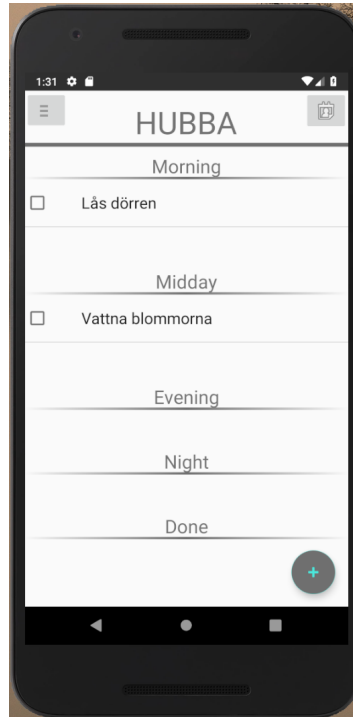 1:31
HUBBA
Morning
Lås dörren
Midday
Vattna blommorna
Evening
Night
Done
+